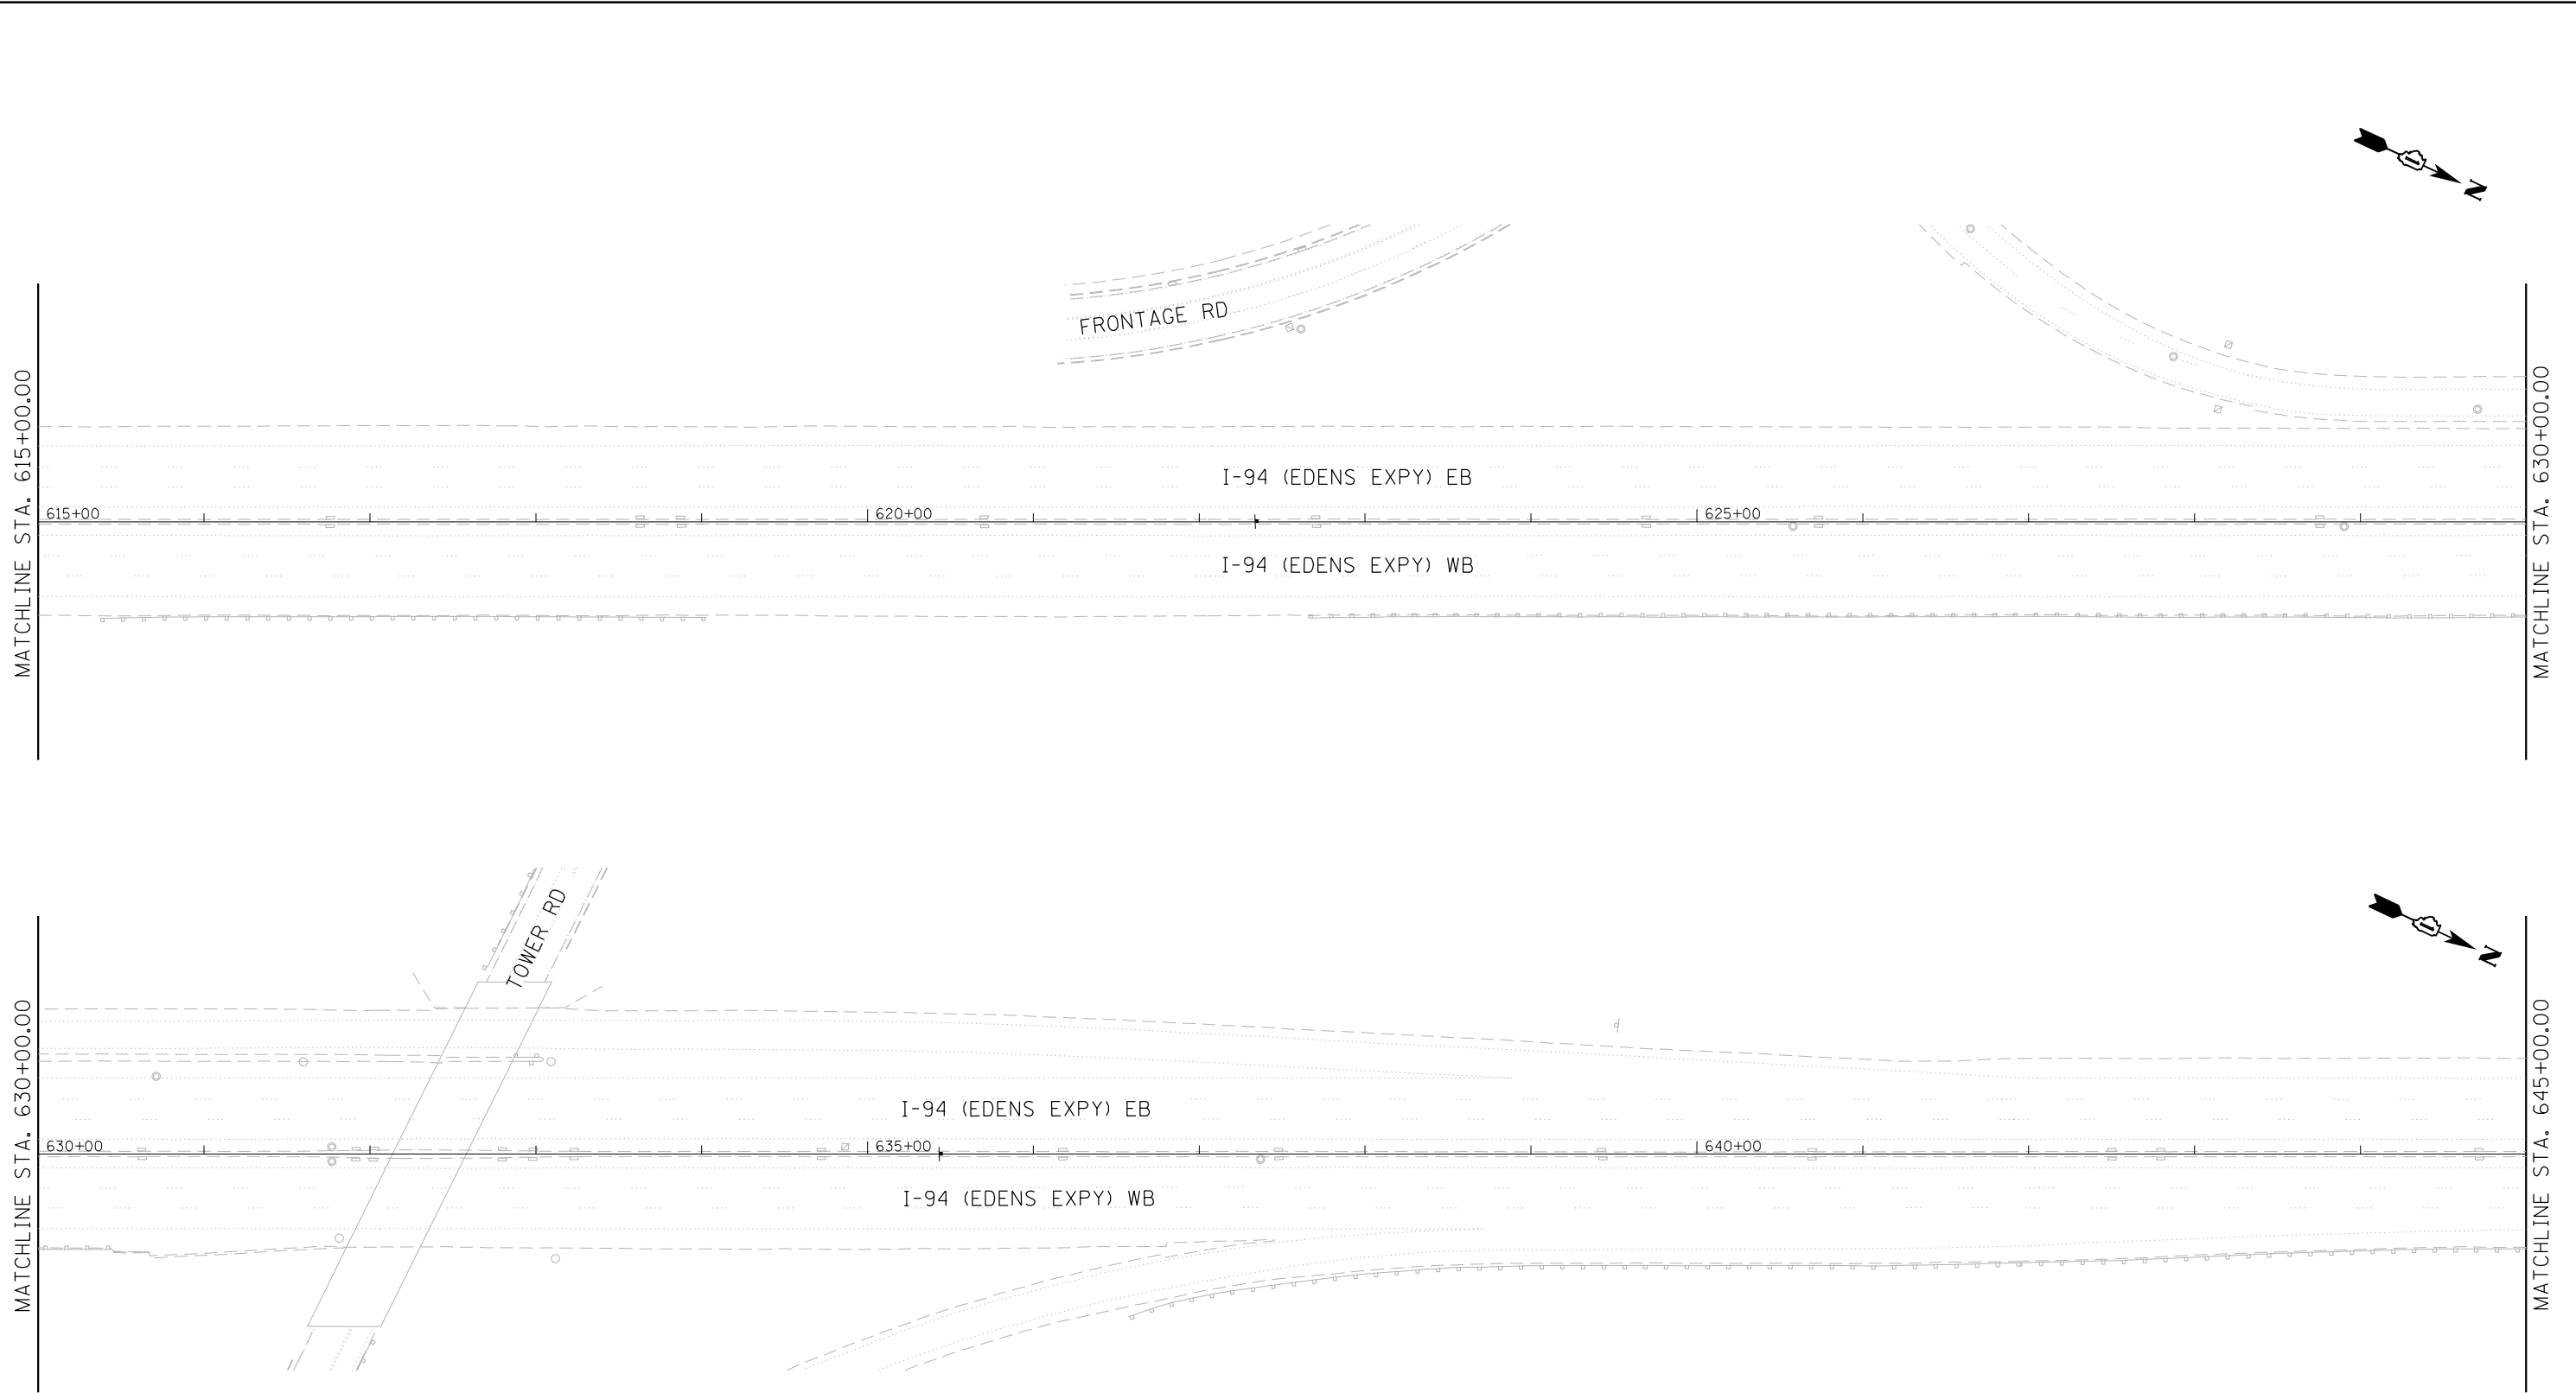 N
FRONTAGE RD
MATCHLINE STA. 615+00.00
MATCHLINE STA. 630+00.00
I-94 (EDENS EXPY) EB
615+00
620+00
625+00
I-94 (EDENS EXPY) WB
TOWER RD
N
MATCHLINE STA. 630+00.00
MATCHLINE STA. 645+00.00
I-94 (EDENS EXPY) EB
630+00
635+00
640+00
I-94 (EDENS EXPY) WB